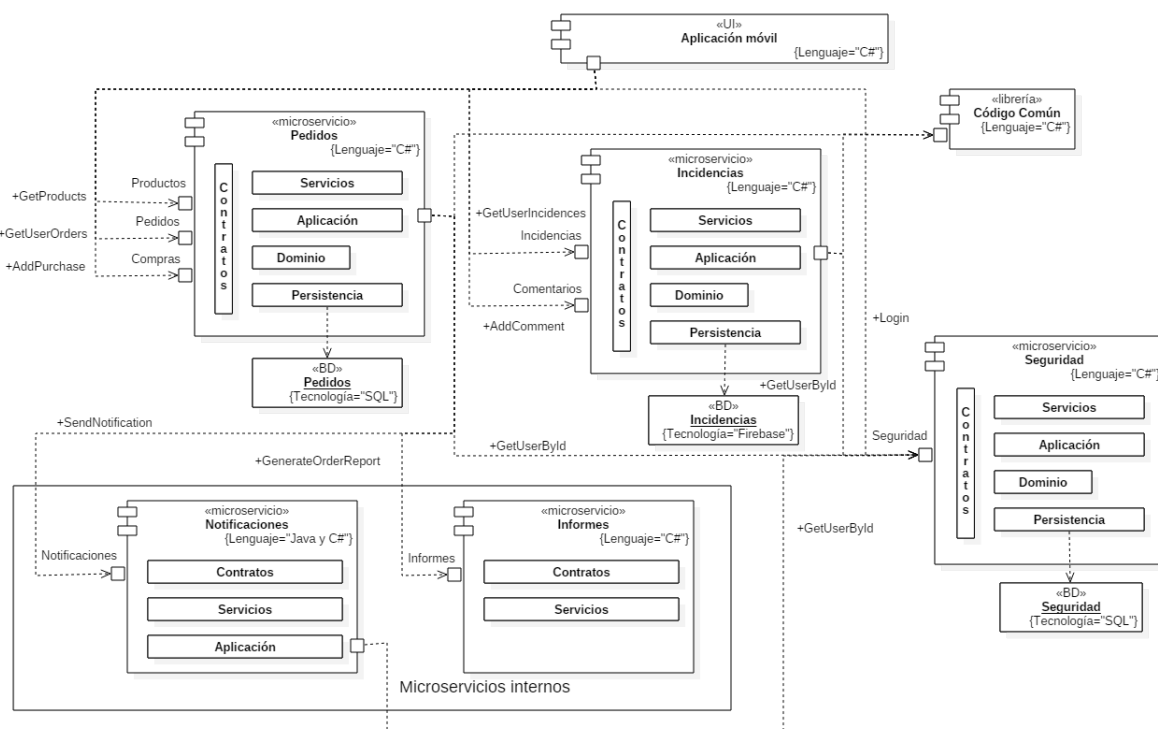 «UI»
Aplicación móvil
{Lenguaje="C#"}
«librería»
Código Común
{Lenguaje="C#"}
«microservicio»
Pedidos
{Lenguaje="C#"}
Contratos
Servicios
Aplicación
Dominio
Persistencia
Productos
+GetProducts
Pedidos
+GetUserOrders
Compras
+AddPurchase
«BD»
Pedidos
{Tecnología="SQL"}
«microservicio»
Incidencias
{Lenguaje="C#"}
Contratos
Servicios
Aplicación
Dominio
Persistencia
+GetUserIncidences
Incidencias
Comentarios
+AddComment
«BD»
Incidencias
{Tecnología="Firebase"}
+Login
+GetUserById
«microservicio»
Seguridad
{Lenguaje="C#"}
Contratos
Servicios
Aplicación
Dominio
Persistencia
Seguridad
«BD»
Seguridad
{Tecnología="SQL"}
+SendNotification
+GenerateOrderReport
+GetUserById
+GetUserById
«microservicio»
Notificaciones
{Lenguaje="Java y C#"}
Notificaciones
Contratos
Servicios
Aplicación
«microservicio»
Informes
{Lenguaje="C#"}
Informes
Contratos
Servicios
Microservicios internos